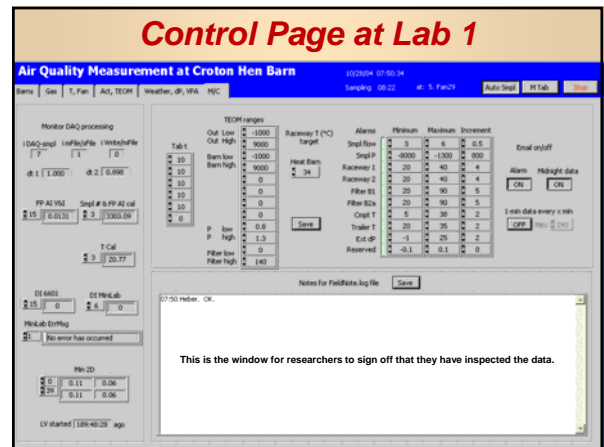 Control Page at Lab 1
Air Quality Measurement at Croton Hen Barn
10/29/04 07:50:34
Barns Gas T, Fan Act, TEOM Weather, dP, VFA M/C
Sampling 08:22 at: 5. Fan29
Auto Smpl M Tab Stop
Monitor DAQ processing
i DAQ-smpl i mFile/sFile i Write/mFile
7 1 0
dt 1 1.000 dt 2 0.998
FP AI V&I Smpl # & FP AI cal
15 0.0131 3 3303.09
T Cal
3 20.77
DI 6601 DI MiniLab
15 0 6 0
MiniLab ErrMsg
No error has occurred
Min 2D
0 0.11 0.06
39 0.11 0.06
LV started 189:48:28 ago
Tab t
10
10
10
10
0
TEOM ranges
Out Low -1000
Out High 9000
Barn low -1000
Barn high 9000
0
0
0
0
P low 0.8
P high 1.3
Filter low 0
Filter high 140
Raceway T (°C)
target
Heat Barn
34
Save
Alarms Minimum Maximum Increment
Smpl flow 3 6 0.5
Smpl P -8000 -1300 800
Raceway 1 20 40 4
Raceway 2 20 40 4
Filter B1 20 90 5
Filter B2a 20 90 5
Cmpt T 5 38 2
Trailer T 20 35 2
Ext dP -1 25 2
Reserved -0.1 0.1 0
Email on/off
Alarm Midnight data
ON ON
1-min data every x min
OFF Mins 240
Notes for FieldNote.log file Save
07:50 Heber. OK.
This is the window for researchers to sign off that they have inspected the data.